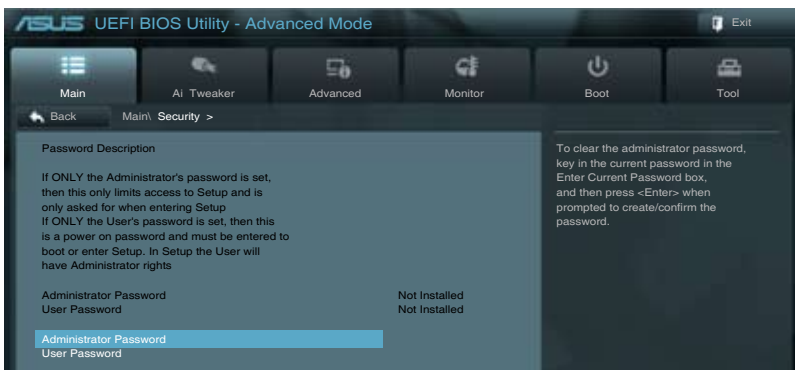 ASUS UEFI BIOS Utility - Advanced Mode
Exit
Main
Ai Tweaker
Advanced
Monitor
Boot
Tool
Back
Main\ Security >
Password Description
If ONLY the Administrator's password is set,
then this only limits access to Setup and is
only asked for when entering Setup
If ONLY the User's password is set, then this
is a power on password and must be entered to
boot or enter Setup. In Setup the User will
have Administrator rights
Administrator Password Not Installed
User Password Not Installed
Administrator Password
User Password
To clear the administrator password,
key in the current password in the
Enter Current Password box,
and then press <Enter> when
prompted to create/confirm the
password.